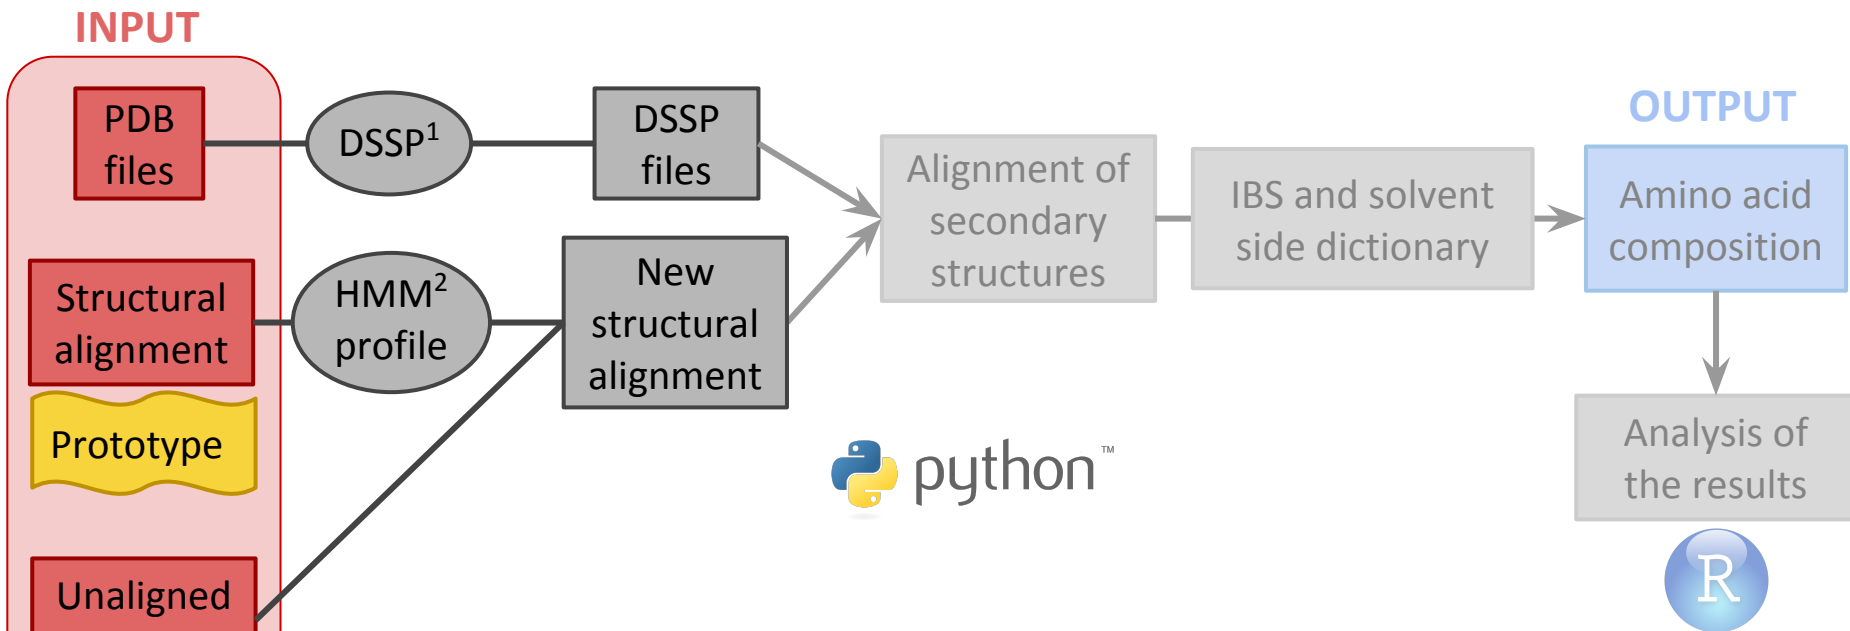 INPUT
PDB
files
DSSP1
DSSP
files
Structural
alignment
HMM2
profile
New
structural
alignment
Prototype
Unaligned
Alignment of
secondary
structures
IBS and solvent
side dictionary
OUTPUT
Amino acid
composition
Analysis of
the results
python™
R